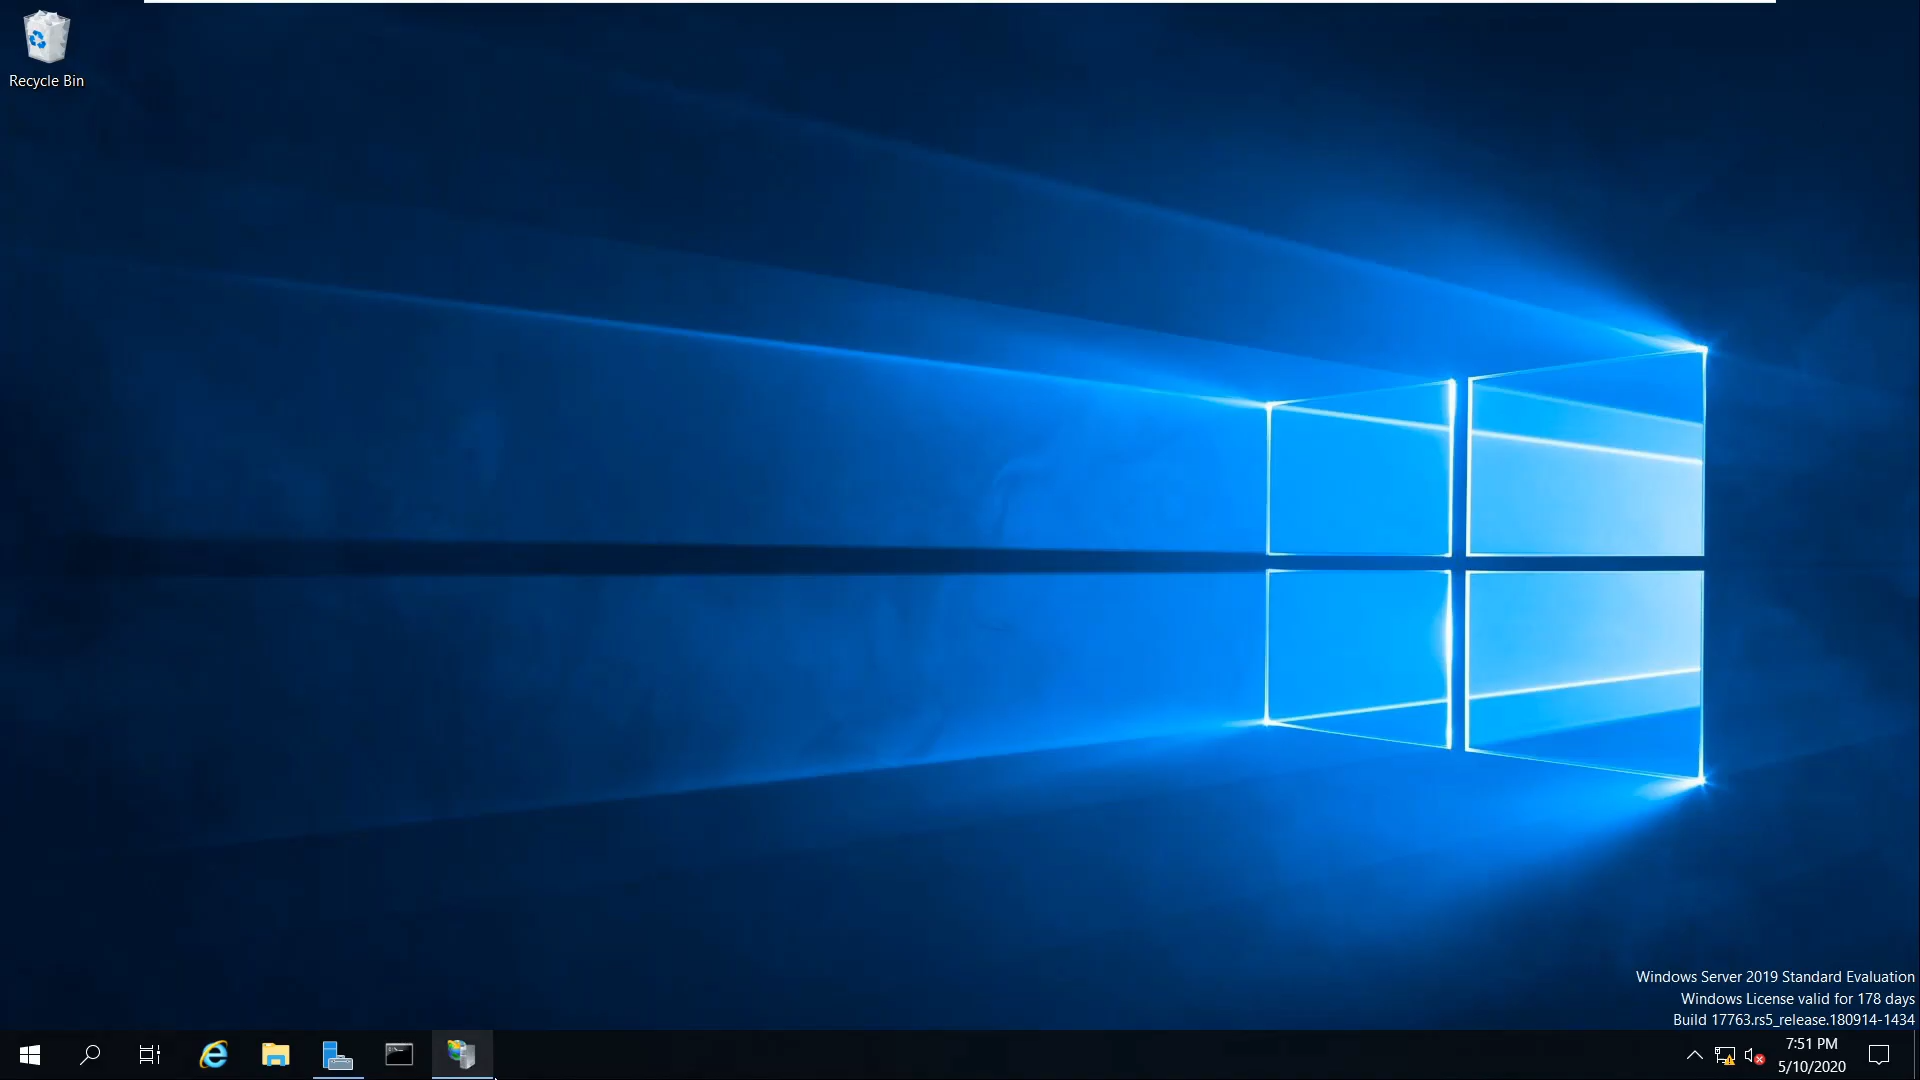 Recycle Bin
Windows Server 2019 Standard Evaluation
Windows License valid for 178 days
Build 17763.rs5_release.180914-1434
7:51 PM
5/10/2020